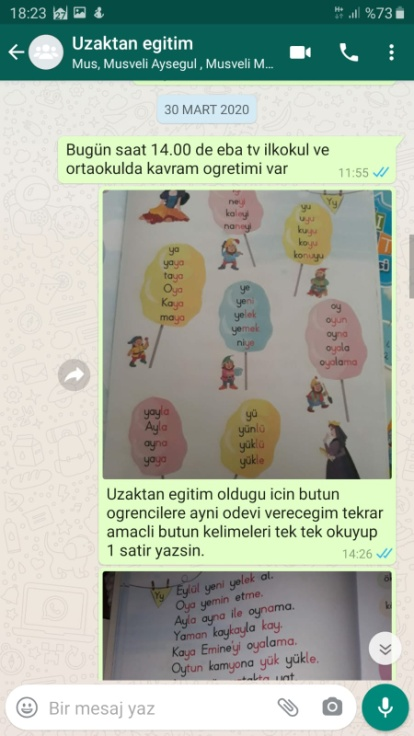 18:23
%73
Uzaktan egitim
Mus, Musveli Aysegul , Musveli M...
30 MART 2020
Bugün saat 14.00 de eba tv ilkokul ve
ortaokulda kavram ogretimi var
11:55
neyi
kaleyi
naneyi
Yy
yu
uyu
kuyu
koyu
konuyu
ya
yaya
taya
Oya
Kaya
maya
ye
yeni
yelek
yemek
niye
oy
oyun
oyna
oyala
oyalama
yayla
Ayla
ayna
yaya
yü
yünlü
yüklü
yükle
Uzaktan egitim oldugu icin butun
ogrencilere ayni odevi verecegim tekrar
amacli butun kelimeleri tek tek okuyup
1 satir yazsin.
14:26
Yy
Eylül yeni yelek al.
Oya yemin etme.
Ayla ayna ile oynama.
Yaman kaykayla kay.
Kaya Emine'yi oyalama.
Oytun kamyona yük yükle.
Bir mesaj yaz